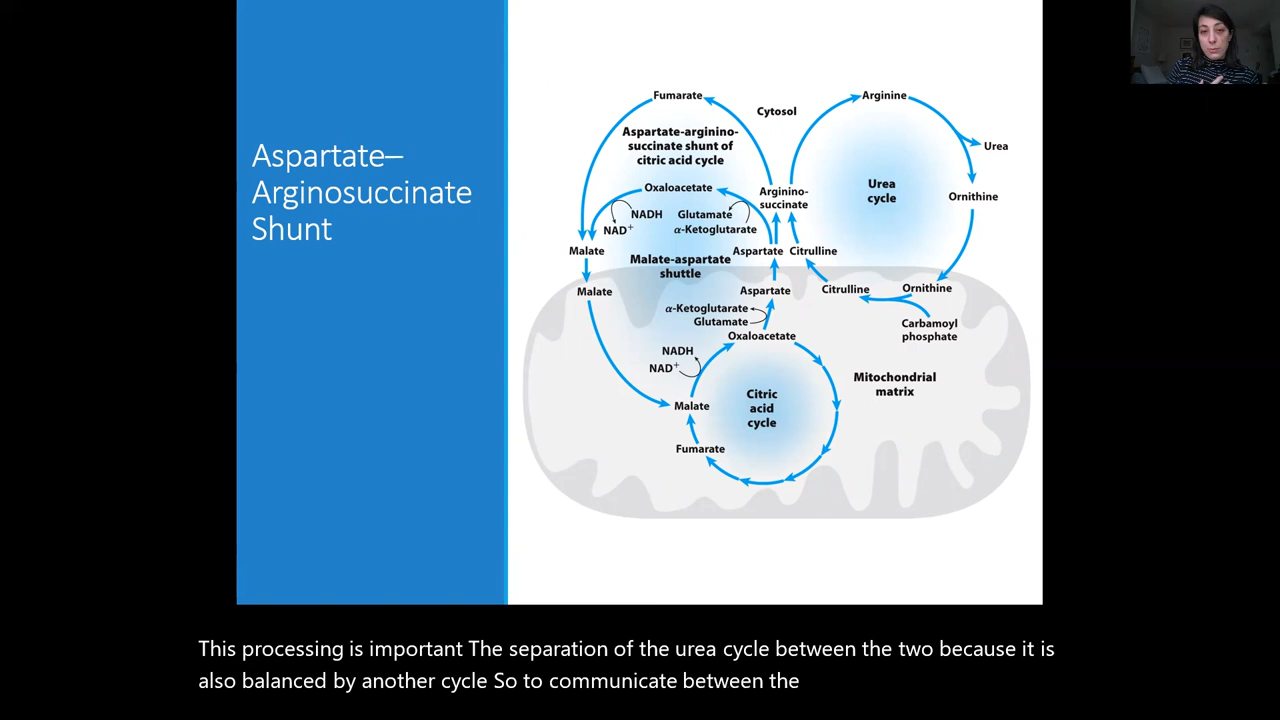 Aspartate–
Arginosuccinate
Shunt
Fumarate
Cytosol
Arginine
Aspartate-arginino-
succinate shunt of
citric acid cycle
Urea
Oxaloacetate
Arginino-
succinate
Urea
cycle
Ornithine
NADH
NAD+
Glutamate
α-Ketoglutarate
Malate
Malate-aspartate
shuttle
Aspartate
Citrulline
Malate
Aspartate
Citrulline
Ornithine
α-Ketoglutarate
Glutamate
Carbamoyl
phosphate
Oxaloacetate
NADH
NAD+
Mitochondrial
matrix
Malate
Citric
acid
cycle
Fumarate
This processing is important The separation of the urea cycle between the two because it is
also balanced by another cycle So to communicate between the